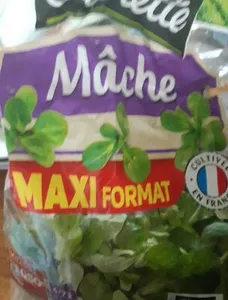 Mâche
MAXI FORMAT
CULTIVÉE
EN FRANCE